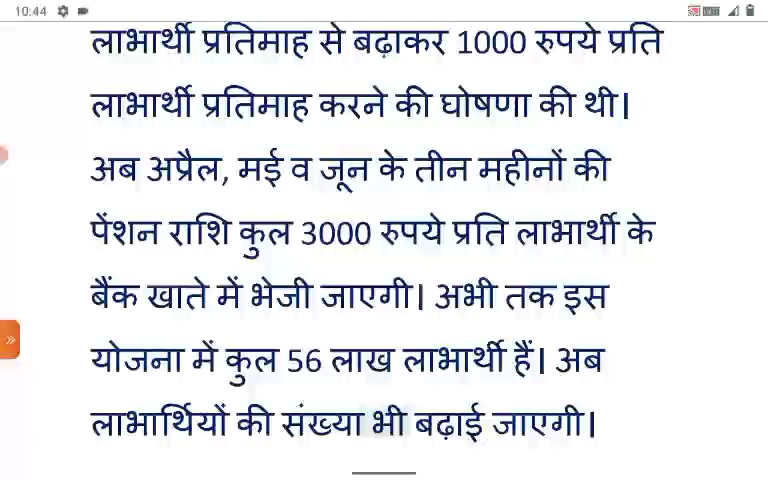 10:44
लाभार्थी प्रतिमाह से बढ़ाकर 1000 रुपये प्रति
लाभार्थी प्रतिमाह करने की घोषणा की थी।
अब अप्रैल, मई व जून के तीन महीनों की
पेंशन राशि कुल 3000 रुपये प्रति लाभार्थी के
बैंक खाते में भेजी जाएगी। अभी तक इस
योजना में कुल 56 लाख लाभार्थी हैं। अब
लाभार्थियों की संख्या भी बढ़ाई जाएगी।